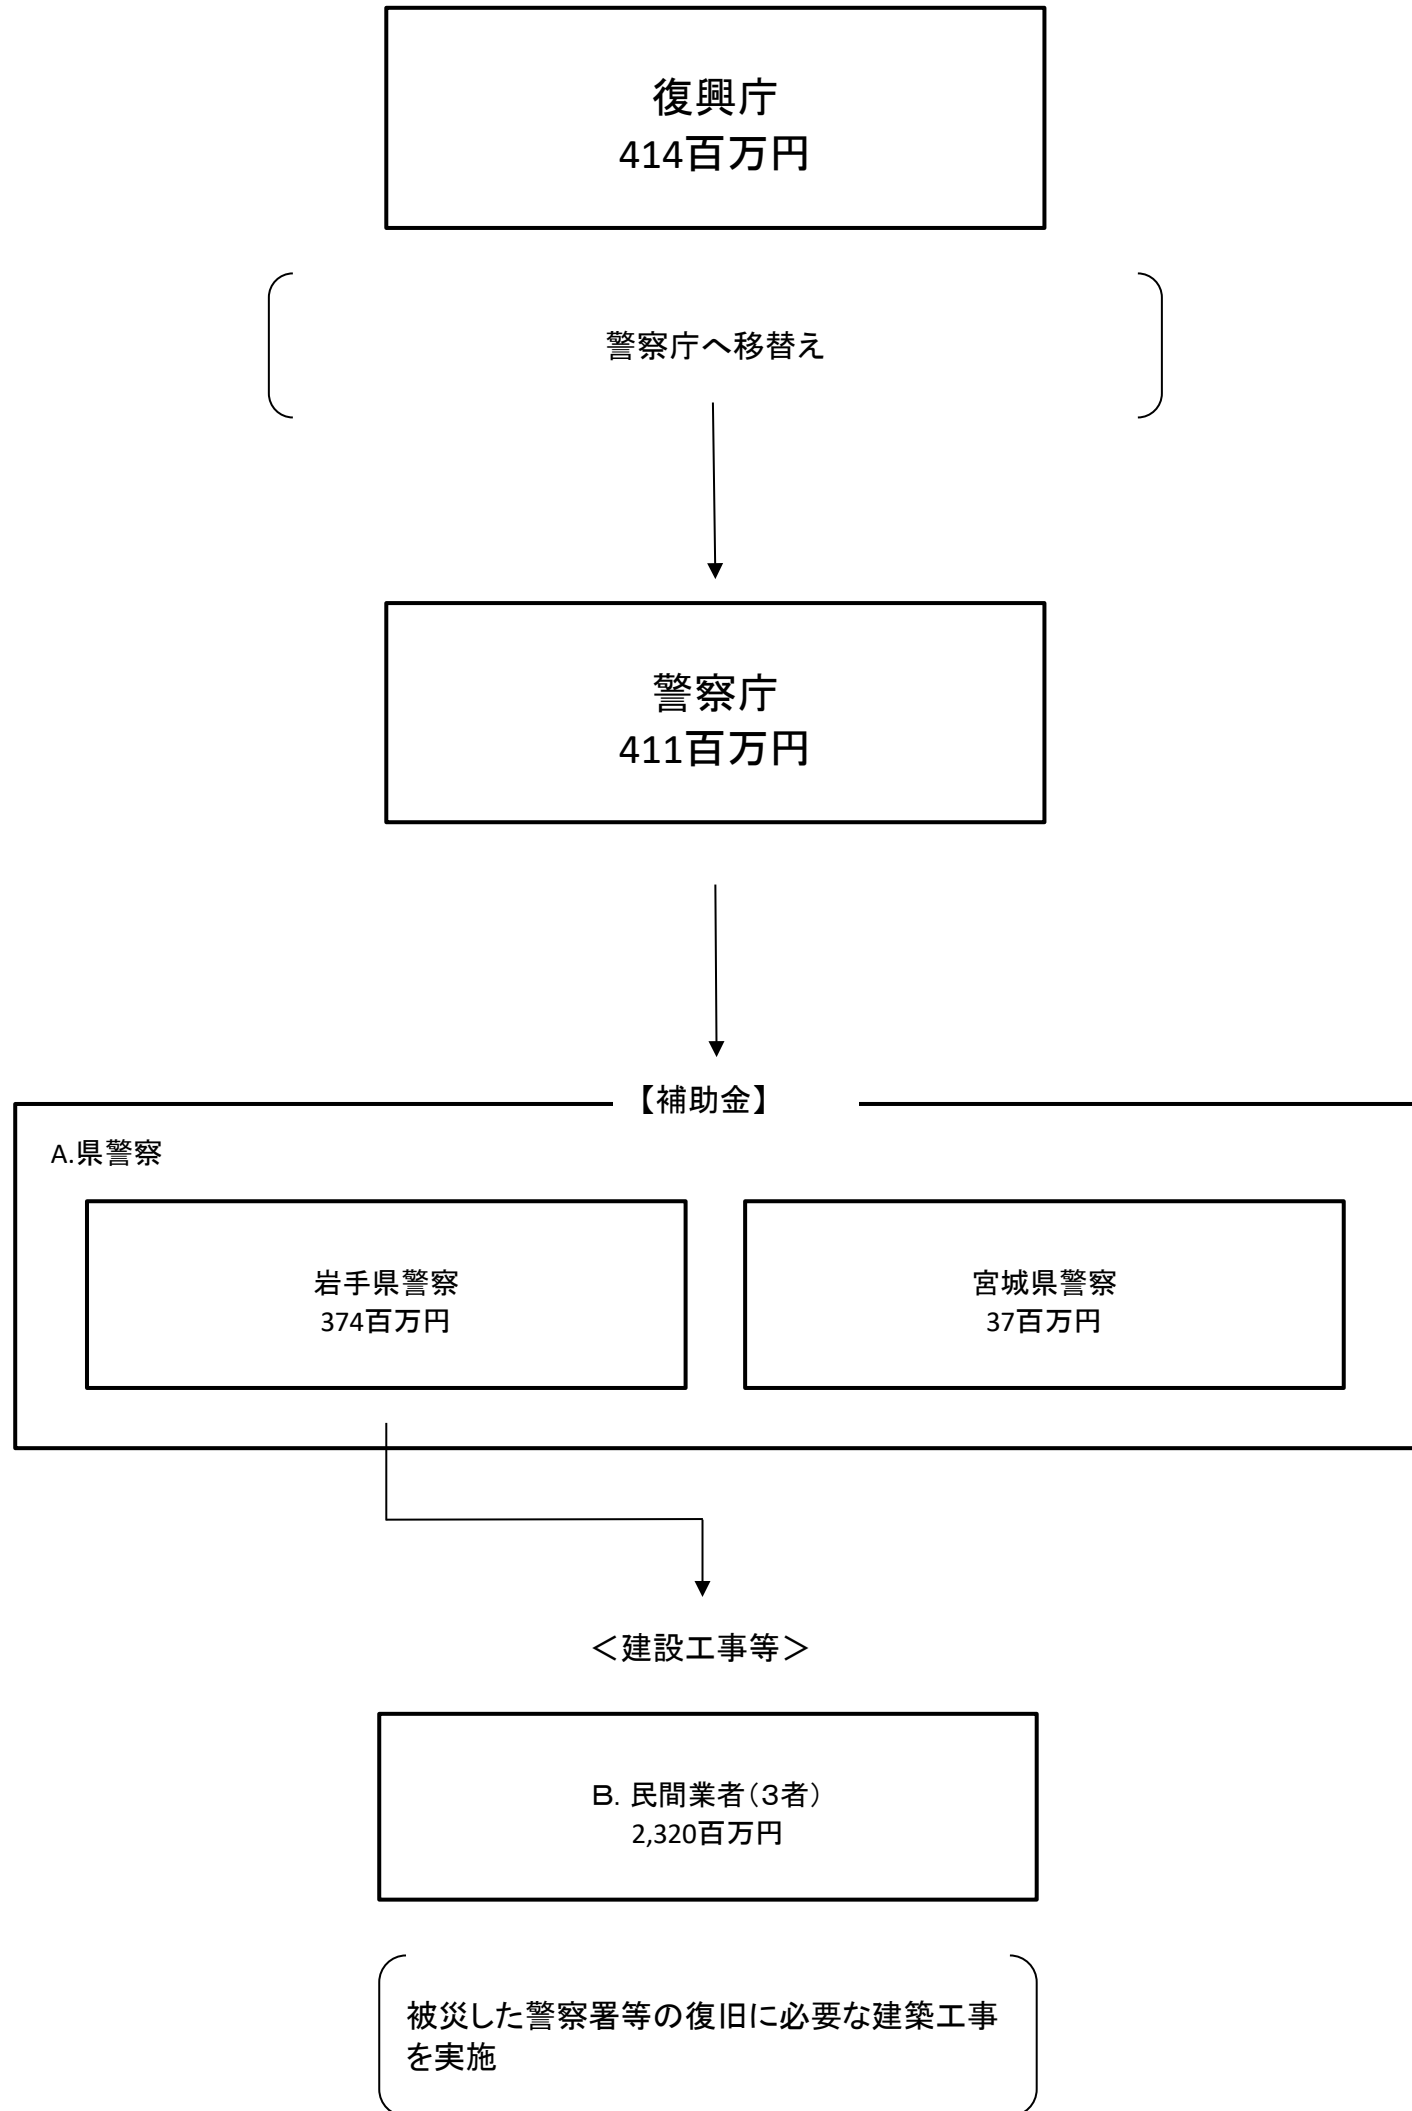 復興庁
414百万円
警察庁へ移替え
警察庁
411百万円
【補助金】
A.県警察
岩手県警察
374百万円
宮城県警察
37百万円
＜建設工事等＞
B. 民間業者（３者）
2,320百万円
被災した警察署等の復旧に必要な建築工事
を実施